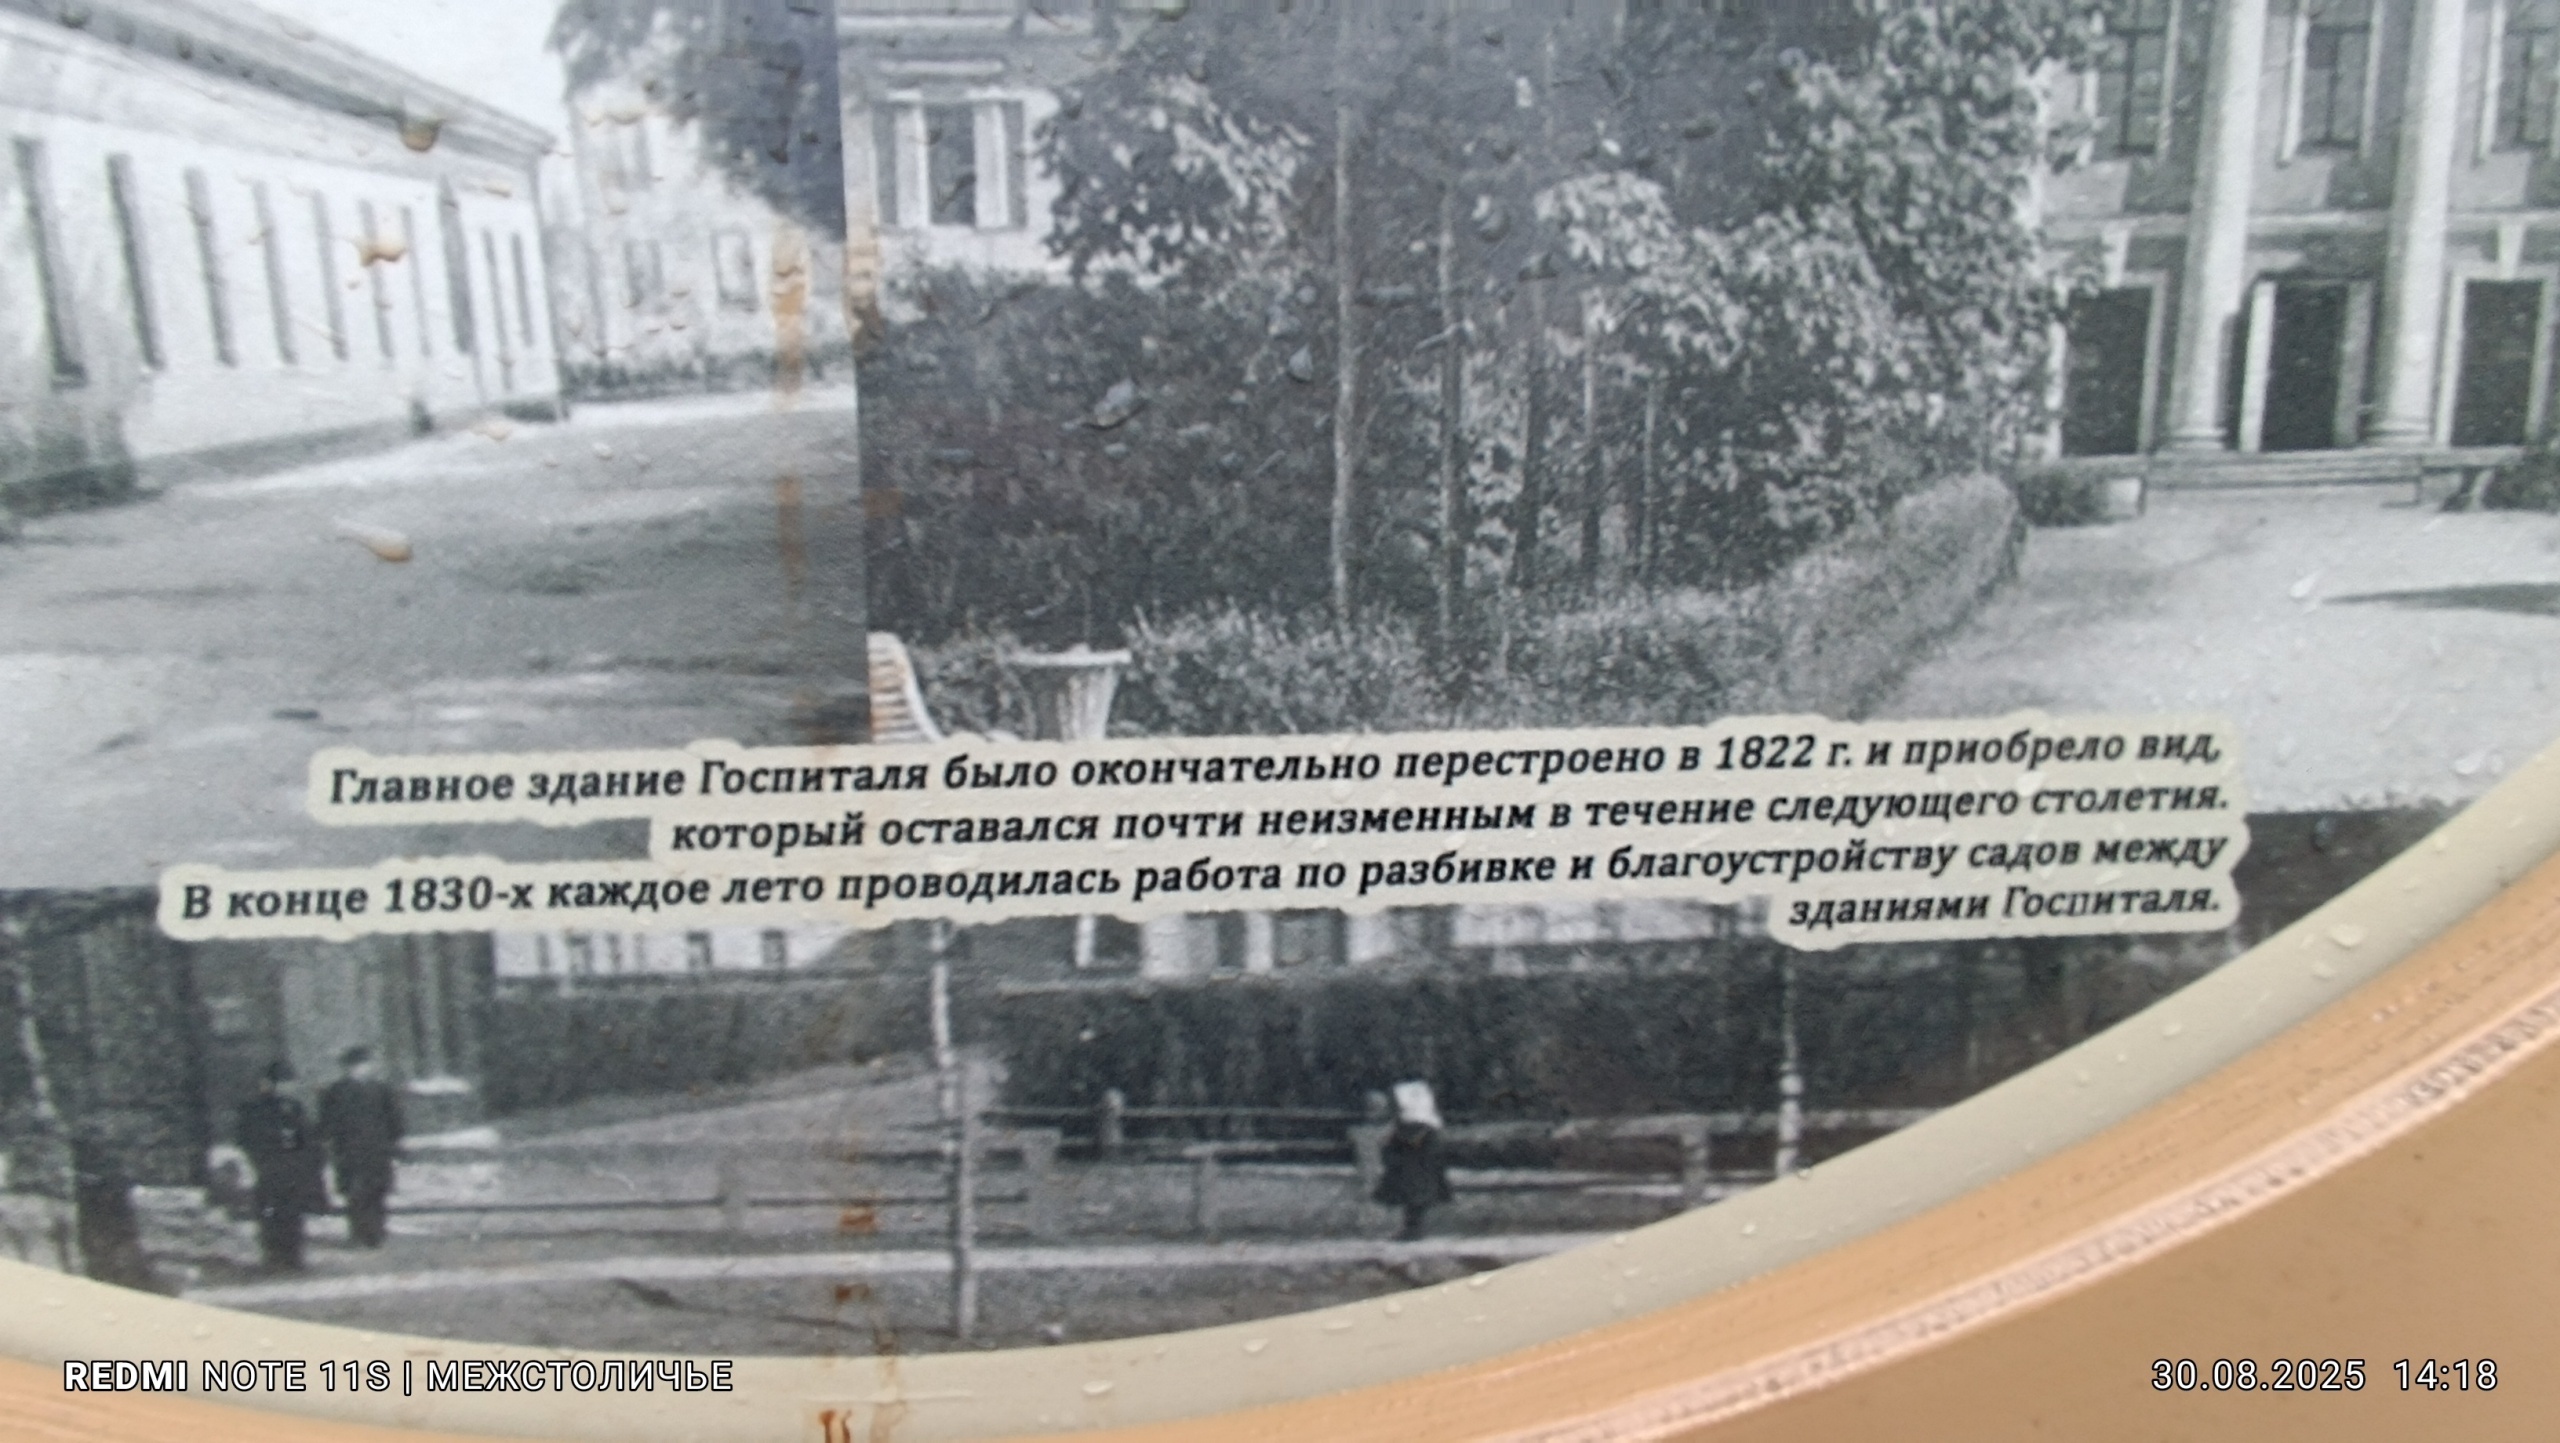 Главное здание Госпиталя было окончательно перестроено в 1822 г. и приобрело вид,
который оставался почти неизменным в течение следующего столетия.
В конце 1830-х каждое лето проводилась работа по разбивке и благоустройству садов между
зданиями Госпиталя.
REDMI NOTE 11S | МЕЖСТОЛИЧЬЕ
30.08.2025 14:18